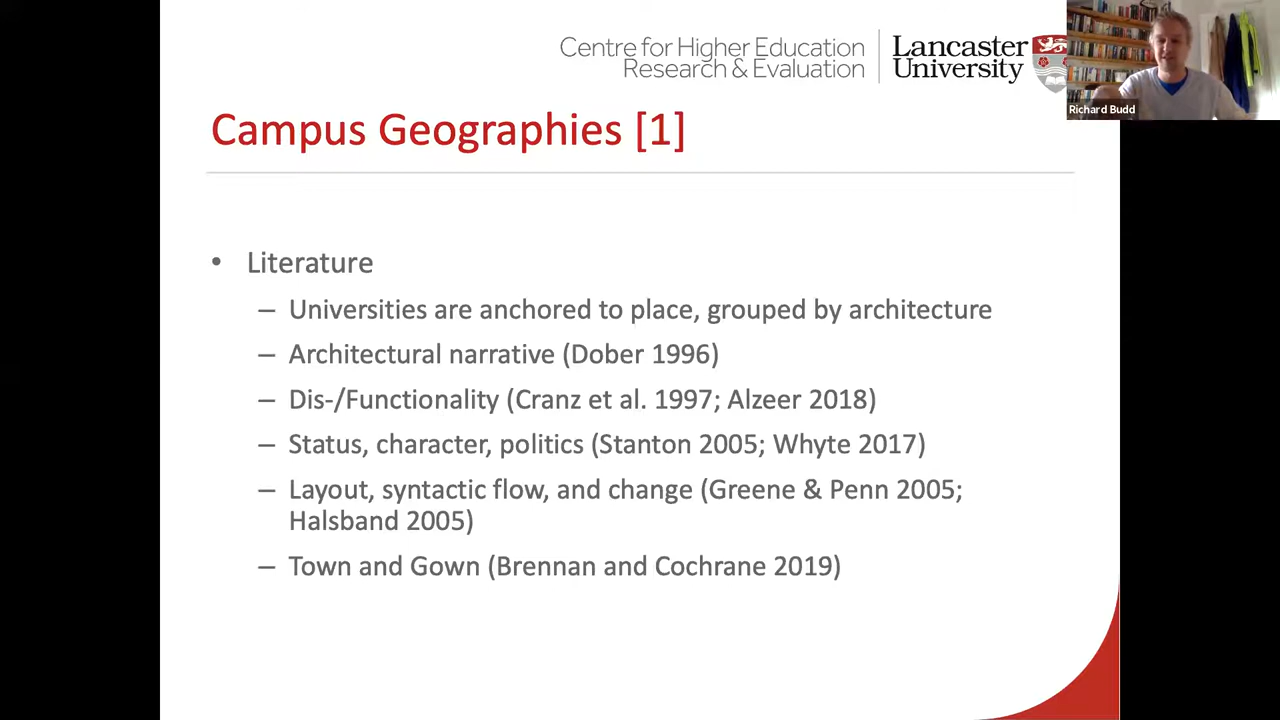 Centre for Higher Education
Research & Evaluation
Lancaster
University
Richard Budd
Campus Geographies [1]
• Literature
– Universities are anchored to place, grouped by architecture
– Architectural narrative (Dober 1996)
– Dis-/Functionality (Cranz et al. 1997; Alzeer 2018)
– Status, character, politics (Stanton 2005; Whyte 2017)
– Layout, syntactic flow, and change (Greene & Penn 2005;
Halsband 2005)
– Town and Gown (Brennan and Cochrane 2019)